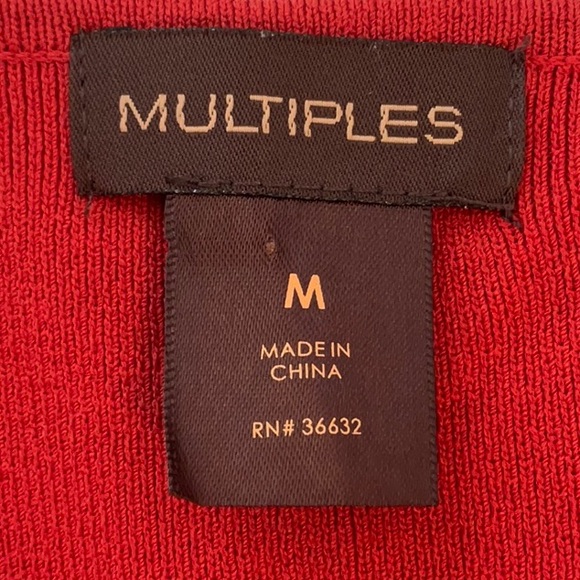 MULTIPLES
M
MADE IN
CHINA
RN# 36632